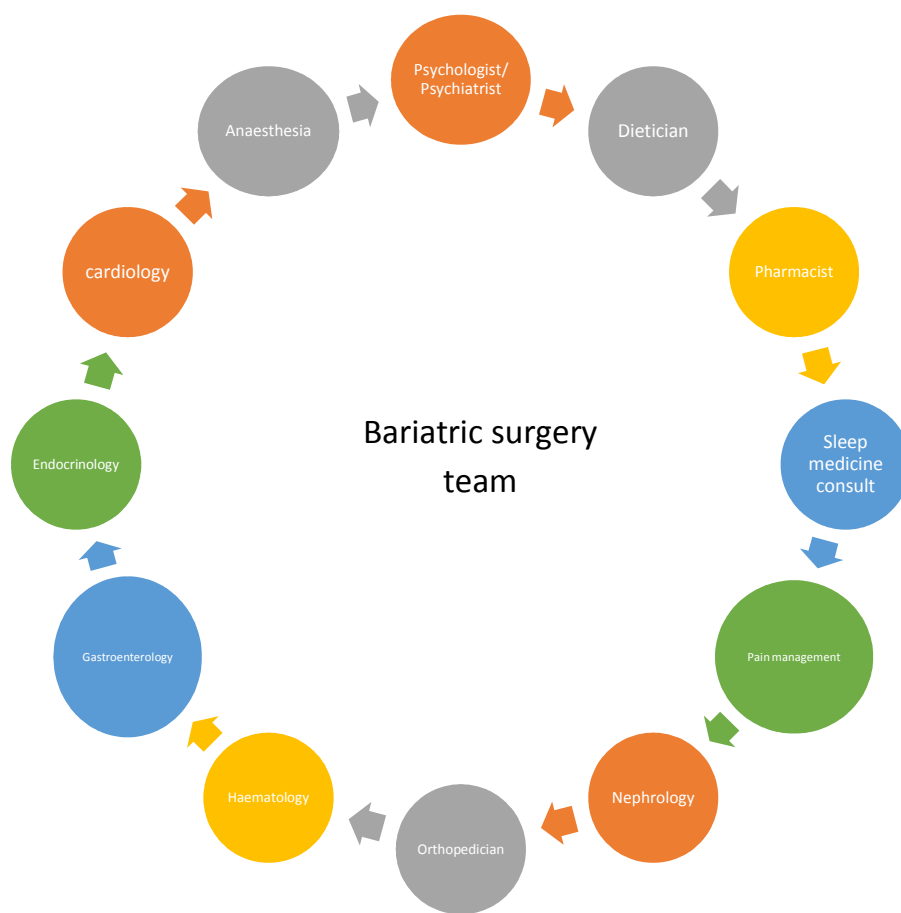 Psychologist/
Psychiatrist
Dietician
Pharmacist
Sleep
medicine
consult
Pain management
Nephrology
Orthopedician
Haematology
Gastroenterology
Endocrinology
cardiology
Anaesthesia
Bariatric surgery
team